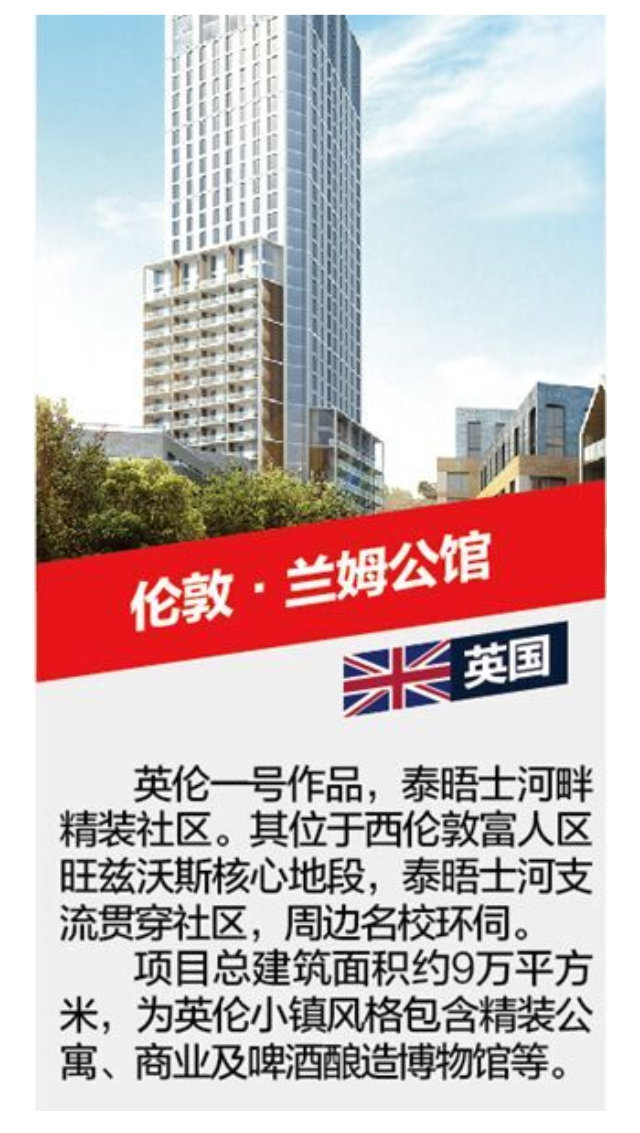 伦敦·兰姆公馆
英国
英伦一号作品，泰晤士河畔
精装社区。其位于西伦敦富人区
旺兹沃斯核心地段，泰晤士河支
流贯穿社区，周边名校环伺。
项目总建筑面积约9万平方
米，为英伦小镇风格包含精装公
寓、商业及啤酒酿造博物馆等。